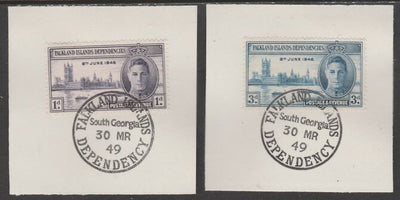 FALKLAND ISLANDS DEPENDENCIES
8TH JUNE 1946
1D 1D
POSTAGE & REVENUE
FALKLAND ISLANDS
South Georgia
30 MR
49
DEPENDENCY
FALKLAND ISLANDS DEPENDENCIES
8TH JUNE 1946
3D 3D
POSTAGE & REVENUE
FALKLAND ISLANDS
South Georgia
30 MR
49
DEPENDENCY